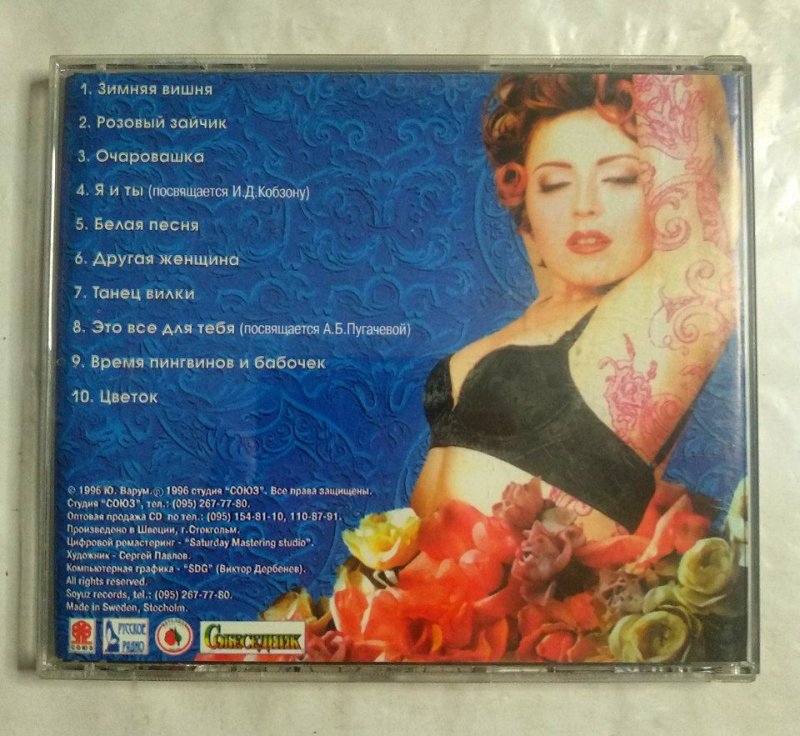 1. Зимняя вишня
2. Розовый зайчик
3. Очаровашка
4. Я и ты (посвящается И.Д.Кобзону)
5. Белая песня
6. Другая женщина
7. Танец вилки
8. Это все для тебя (посвящается А.Б.Пугачевой)
9. Время пингвинов и бабочек
10. Цветок
© 1996 Ю. Варум. ℗ 1996 студия "СОЮЗ". Все права защищены.
Студия "СОЮЗ", тел.: (095) 267-77-80.
Оптовая продажа CD по тел.: (095) 154-81-10, 110-87-91.
Произведено в Швеции, г.Стокгольм.
Цифровой ремастеринг - "Saturday Mastering studio".
Художник - Сергей Павлов.
Компьютерная графика - "SDG" (Виктор Дербенев).
All rights reserved.
Soyuz records, tel.: (095) 267-77-80.
Made in Sweden, Stocholm.
СОЮЗ
РУССКОЕ РАДИО
СОБЕСЕДНИК